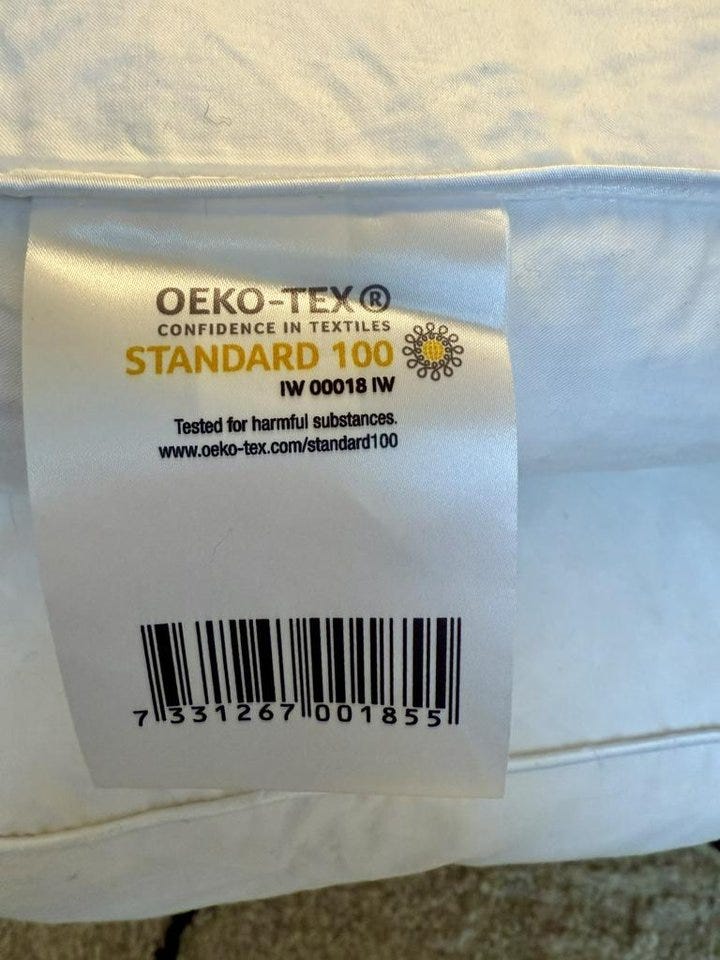 OEKO-TEX®
CONFIDENCE IN TEXTILES
STANDARD 100
IW 00018 IW
Tested for harmful substances.
www.oeko-tex.com/standard100
7 331267 001855